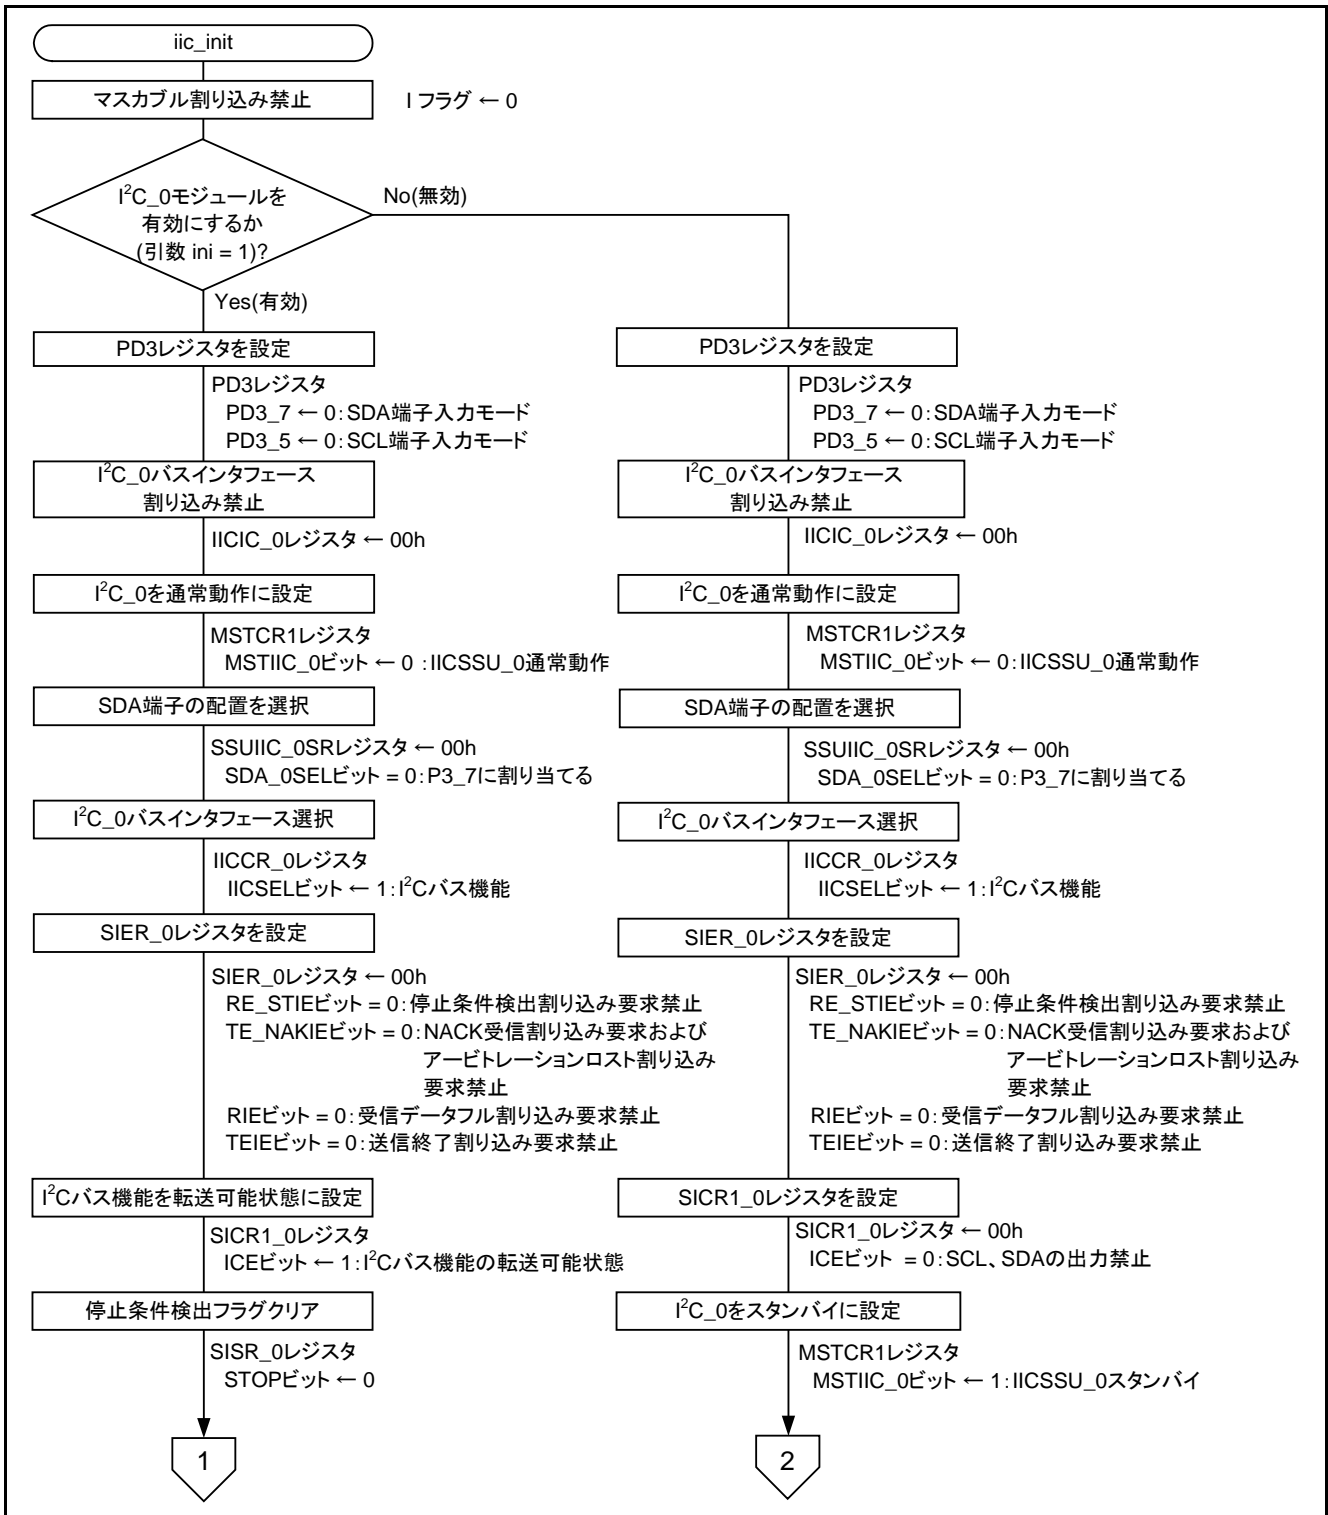 iic_init
マスカブル割り込み禁止
I フラグ ← 0
I²C_0モジュールを
有効にするか
(引数 ini = 1)?
No(無効)
Yes(有効)
PD3レジスタを設定
PD3レジスタ
PD3_7 ← 0:SDA端子入力モード
PD3_5 ← 0:SCL端子入力モード
I²C_0バスインタフェース
割り込み禁止
IICIC_0レジスタ ← 00h
I²C_0を通常動作に設定
MSTCR1レジスタ
MSTIIC_0ビット ← 0 :IICSSU_0通常動作
SDA端子の配置を選択
SSUIIC_0SRレジスタ ← 00h
SDA_0SELビット = 0:P3_7に割り当てる
I²C_0バスインタフェース選択
IICCR_0レジスタ
IICSELビット ← 1:I²Cバス機能
SIER_0レジスタを設定
SIER_0レジスタ ← 00h
RE_STIEビット = 0:停止条件検出割り込み要求禁止
TE_NAKIEビット = 0:NACK受信割り込み要求および
アービトレーションロスト割り込み
要求禁止
RIEビット = 0:受信データフル割り込み要求禁止
TEIEビット = 0:送信終了割り込み要求禁止
I²Cバス機能を転送可能状態に設定
SICR1_0レジスタ
ICEビット ← 1:I²Cバス機能の転送可能状態
停止条件検出フラグクリア
SISR_0レジスタ
STOPビット ← 0
1
PD3レジスタを設定
PD3レジスタ
PD3_7 ← 0:SDA端子入力モード
PD3_5 ← 0:SCL端子入力モード
I²C_0バスインタフェース
割り込み禁止
IICIC_0レジスタ ← 00h
I²C_0を通常動作に設定
MSTCR1レジスタ
MSTIIC_0ビット ← 0:IICSSU_0通常動作
SDA端子の配置を選択
SSUIIC_0SRレジスタ ← 00h
SDA_0SELビット = 0:P3_7に割り当てる
I²C_0バスインタフェース選択
IICCR_0レジスタ
IICSELビット ← 1:I²Cバス機能
SIER_0レジスタを設定
SIER_0レジスタ ← 00h
RE_STIEビット = 0:停止条件検出割り込み要求禁止
TE_NAKIEビット = 0:NACK受信割り込み要求および
アービトレーションロスト割り込み
要求禁止
RIEビット = 0:受信データフル割り込み要求禁止
TEIEビット = 0:送信終了割り込み要求禁止
SICR1_0レジスタを設定
SICR1_0レジスタ ← 00h
ICEビット = 0:SCL、SDAの出力禁止
I²C_0をスタンバイに設定
MSTCR1レジスタ
MSTIIC_0ビット ← 1:IICSSU_0スタンバイ
2